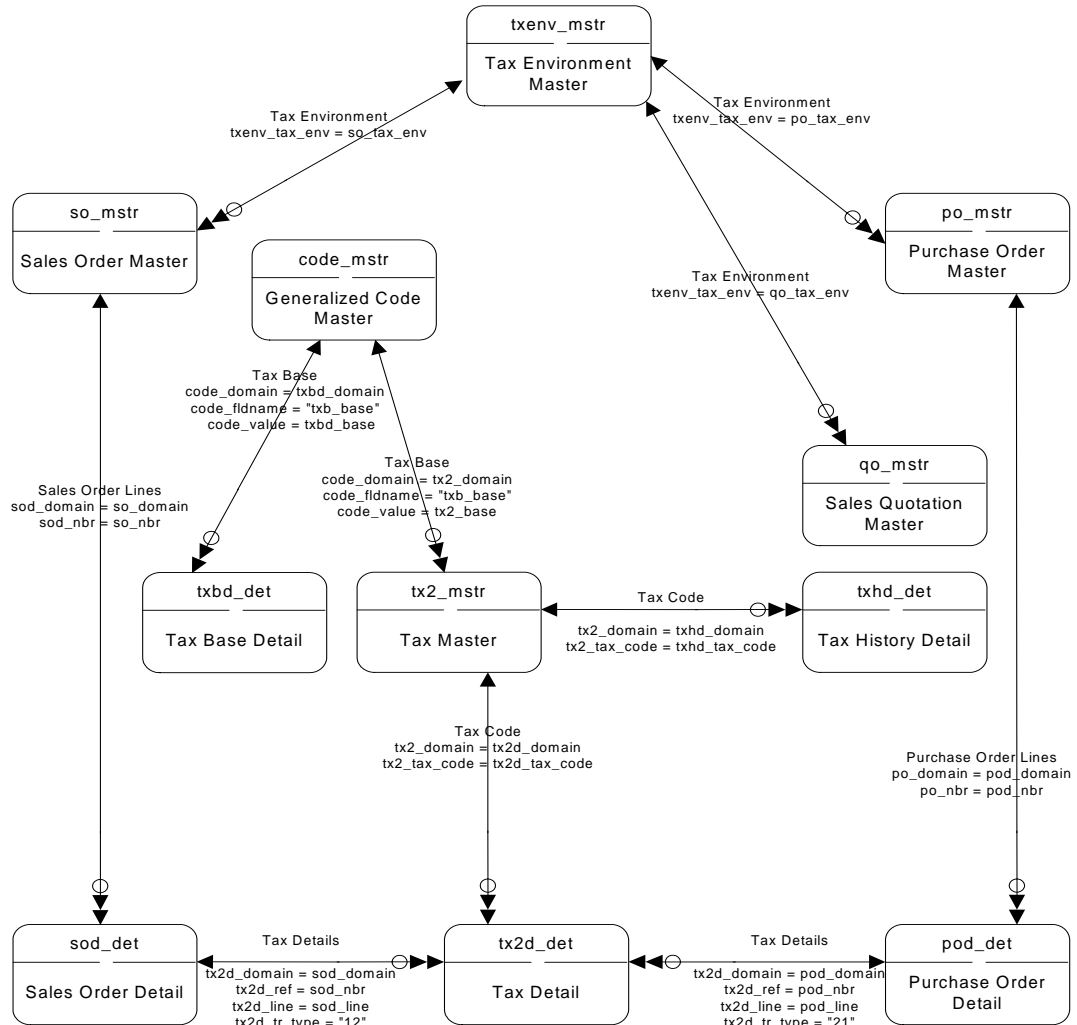 txenv_mstr
Tax Environment
Master
Tax Environment
txenv_tax_env = so_tax_env
Tax Environment
txenv_tax_env = po_tax_env
so_mstr
Sales Order Master
code_mstr
Generalized Code
Master
Tax Environment
txenv_tax_env = qo_tax_env
po_mstr
Purchase Order
Master
Tax Base
code_domain = txbd_domain
code_fldname = "txb_base"
code_value = txbd_base
Tax Base
code_domain = tx2_domain
code_fldname = "txb_base"
code_value = tx2_base
qo_mstr
Sales Quotation
Master
Sales Order Lines
sod_domain = so_domain
sod_nbr = so_nbr
txbd_det
Tax Base Detail
tx2_mstr
Tax Master
Tax Code
tx2_domain = txhd_domain
tx2_tax_code = txhd_tax_code
txhd_det
Tax History Detail
Tax Code
tx2_domain = tx2d_domain
tx2_tax_code = tx2d_tax_code
Purchase Order Lines
po_domain = pod_domain
po_nbr = pod_nbr
sod_det
Sales Order Detail
Tax Details
tx2d_domain = sod_domain
tx2d_ref = sod_nbr
tx2d_line = sod_line
tx2d_tr_type = "12"
tx2d_det
Tax Detail
Tax Details
tx2d_domain = pod_domain
tx2d_ref = pod_nbr
tx2d_line = pod_line
tx2d_tr_type = "21"
pod_det
Purchase Order
Detail